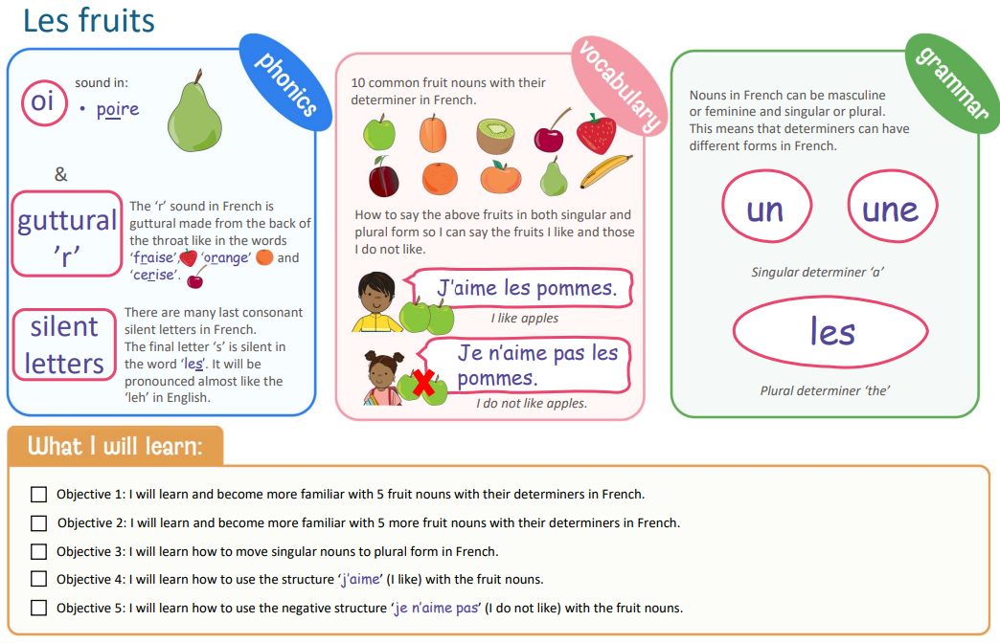 Les fruits
phonics
oi
sound in:
• poire
&
guttural
'r'
The 'r' sound in French is
guttural made from the back of
the throat like in the words
'fraise', 'orange' and
'cerise'.
silent
letters
There are many last consonant
silent letters in French.
The final letter 's' is silent in
the word 'les'. It will be
pronounced almost like the
'leh' in English.
vocabulary
10 common fruit nouns with their
determiner in French.
How to say the above fruits in both singular and
plural form so I can say the fruits I like and those
I do not like.
J'aime les pommes.
I like apples
Je n'aime pas les
pommes.
I do not like apples.
grammar
Nouns in French can be masculine
or feminine and singular or plural.
This means that determiners can have
different forms in French.
un
une
Singular determiner 'a'
les
Plural determiner 'the'
What I will learn:
Objective 1: I will learn and become more familiar with 5 fruit nouns with their determiners in French.
Objective 2: I will learn and become more familiar with 5 more fruit nouns with their determiners in French.
Objective 3: I will learn how to move singular nouns to plural form in French.
Objective 4: I will learn how to use the structure 'j'aime' (I like) with the fruit nouns.
Objective 5: I will learn how to use the negative structure 'je n'aime pas' (I do not like) with the fruit nouns.